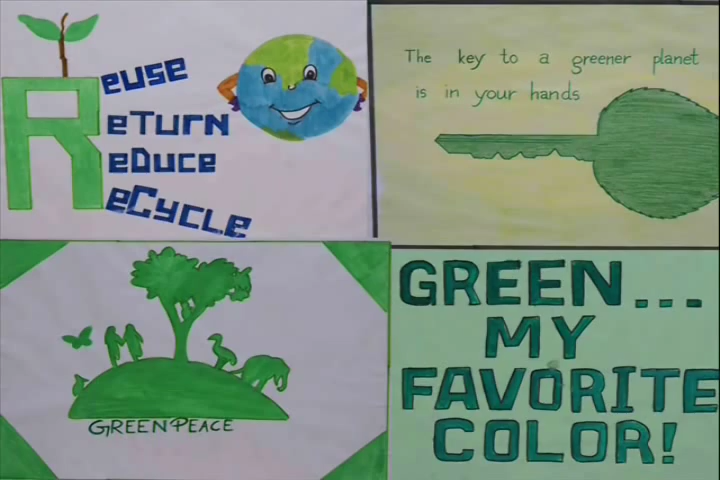 Reuse
Return
Reduce
Recycle
The key to a greener planet
is in your hands
GREENPEACE
GREEN...
MY
FAVORITE
COLOR!